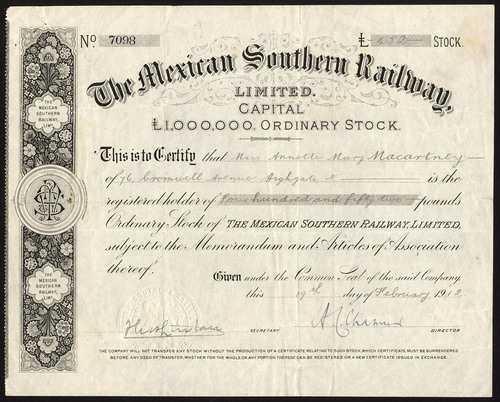 No 7098
£ 452 STOCK.
The Mexican Southern Railway,
LIMITED.
CAPITAL
£1,000,000. ORDINARY STOCK.
This is to Certify that Miss Annette Mary Macartney
of 76 Cromwell Avenue Highgate N is the
registered holder of Four hundred and fifty two pounds
Ordinary Stock of THE MEXICAN SOUTHERN RAILWAY, LIMITED,
subject to the Memorandum and Articles of Association
thereof.
Given under the Common Seal of the said Company,
this 19th day of February 1912
SECRETARY
DIRECTOR
THE COMPANY WILL NOT TRANSFER ANY STOCK WITHOUT THE PRODUCTION OF A CERTIFICATE RELATING TO SUCH STOCK, WHICH CERTIFICATE MUST BE SURRENDERED
BEFORE ANY DEED OF TRANSFER, WHETHER FOR THE WHOLE OR ANY PORTION THEREOF, CAN BE REGISTERED OR A NEW CERTIFICATE ISSUED IN EXCHANGE.
THE
MEXICAN
SOUTHERN
RAILWAY,
LIMD
THE
MEXICAN
SOUTHERN
RAILWAY,
LIMD